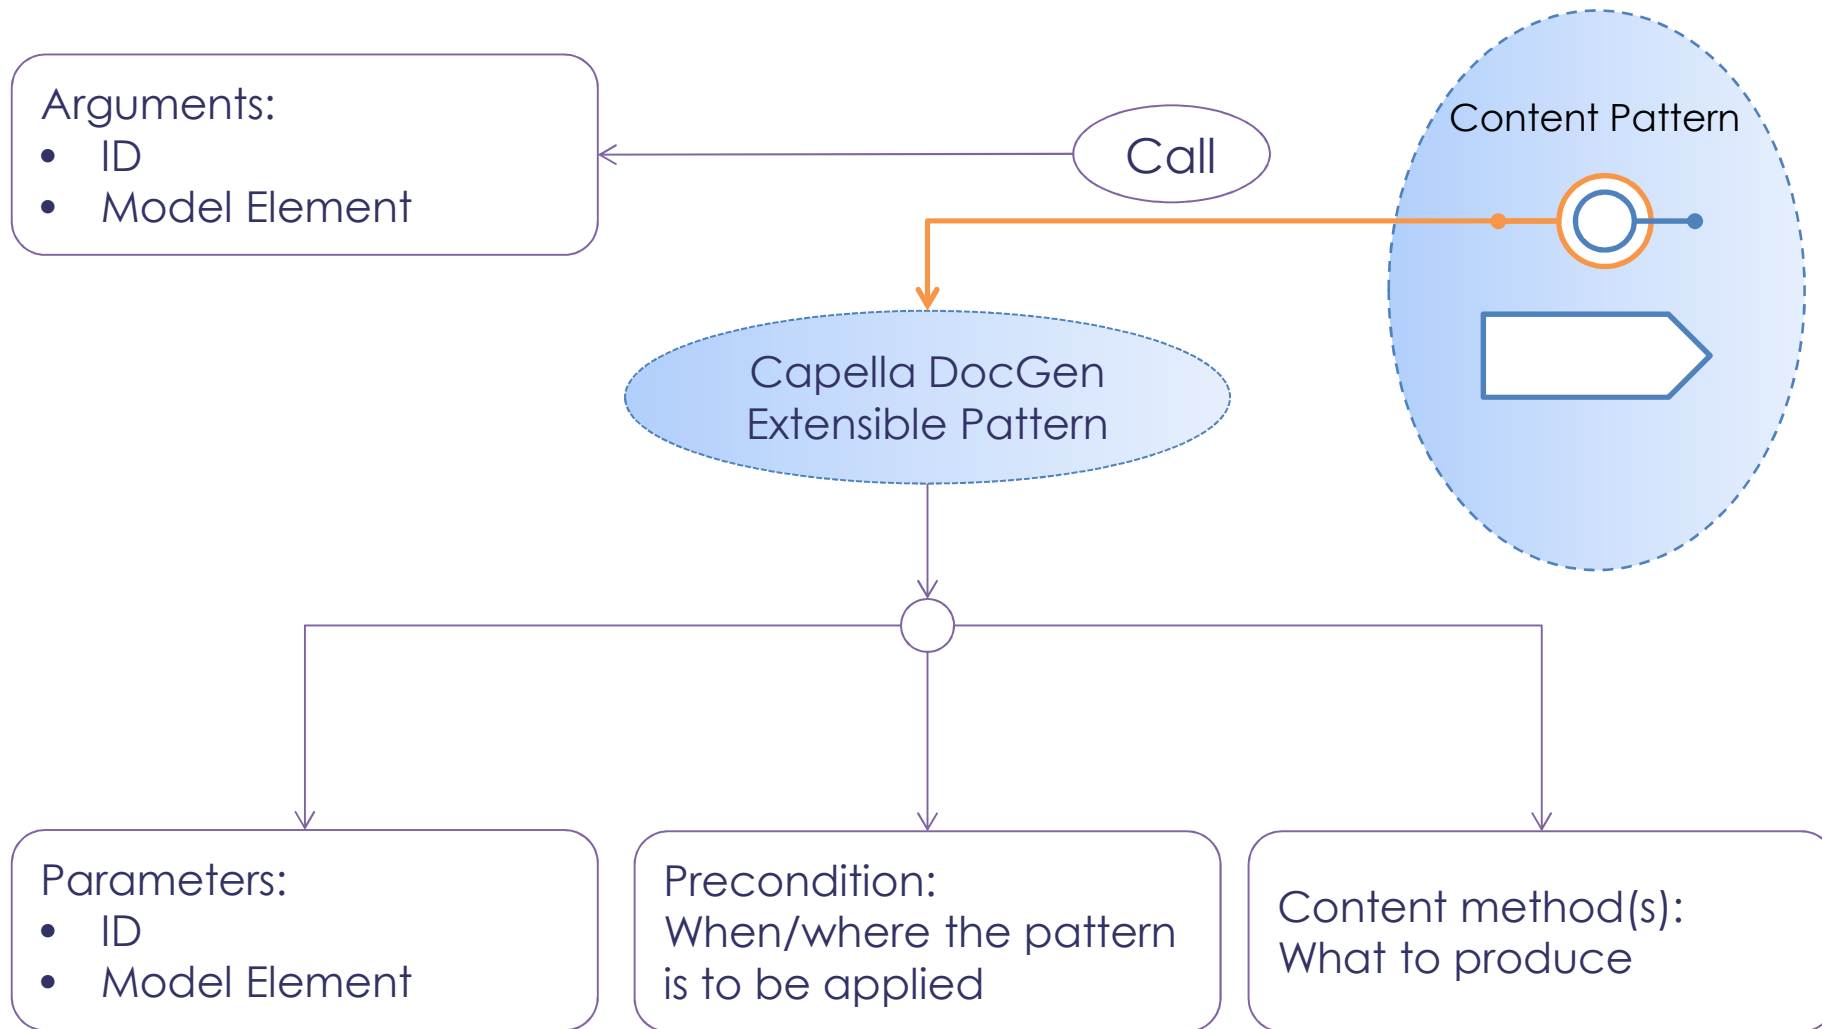 Arguments:
• ID
• Model Element
Call
Content Pattern
Capella DocGen
Extensible Pattern
Parameters:
• ID
• Model Element
Precondition:
When/where the pattern
is to be applied
Content method(s):
What to produce